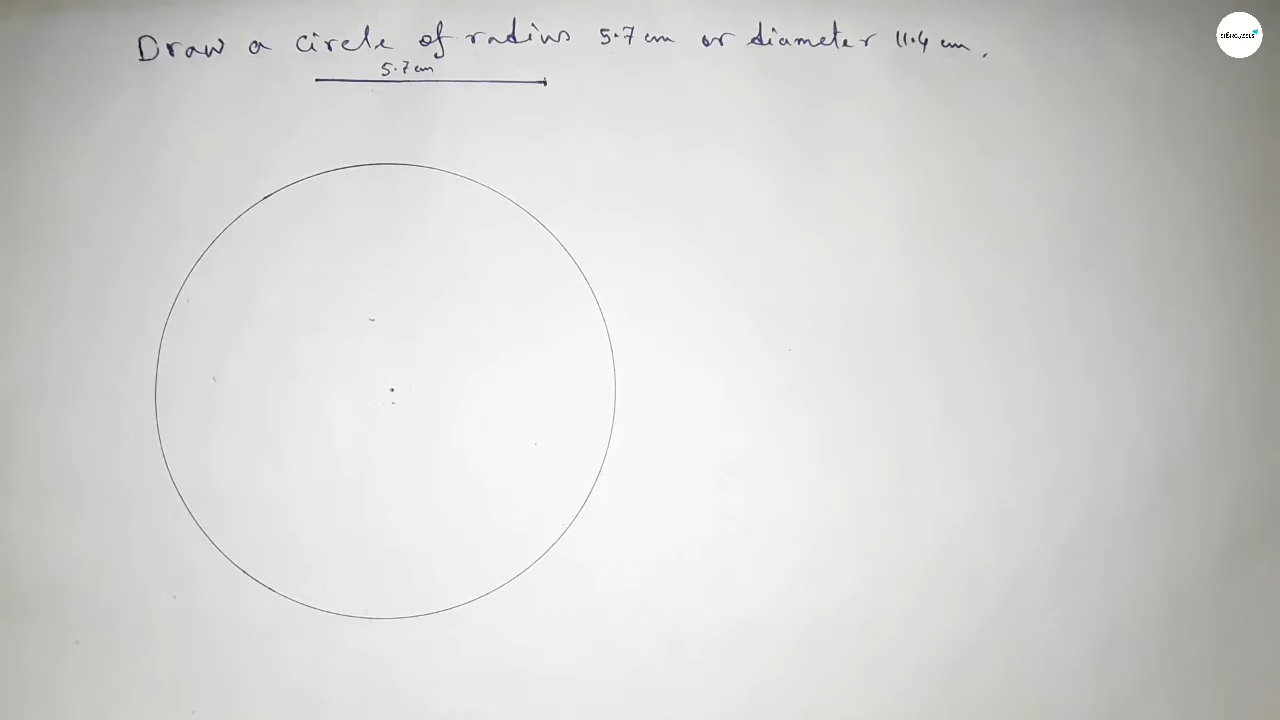 Draw a circle of radius 5.7 cm or diameter 11.4 cm.
5.7 cm